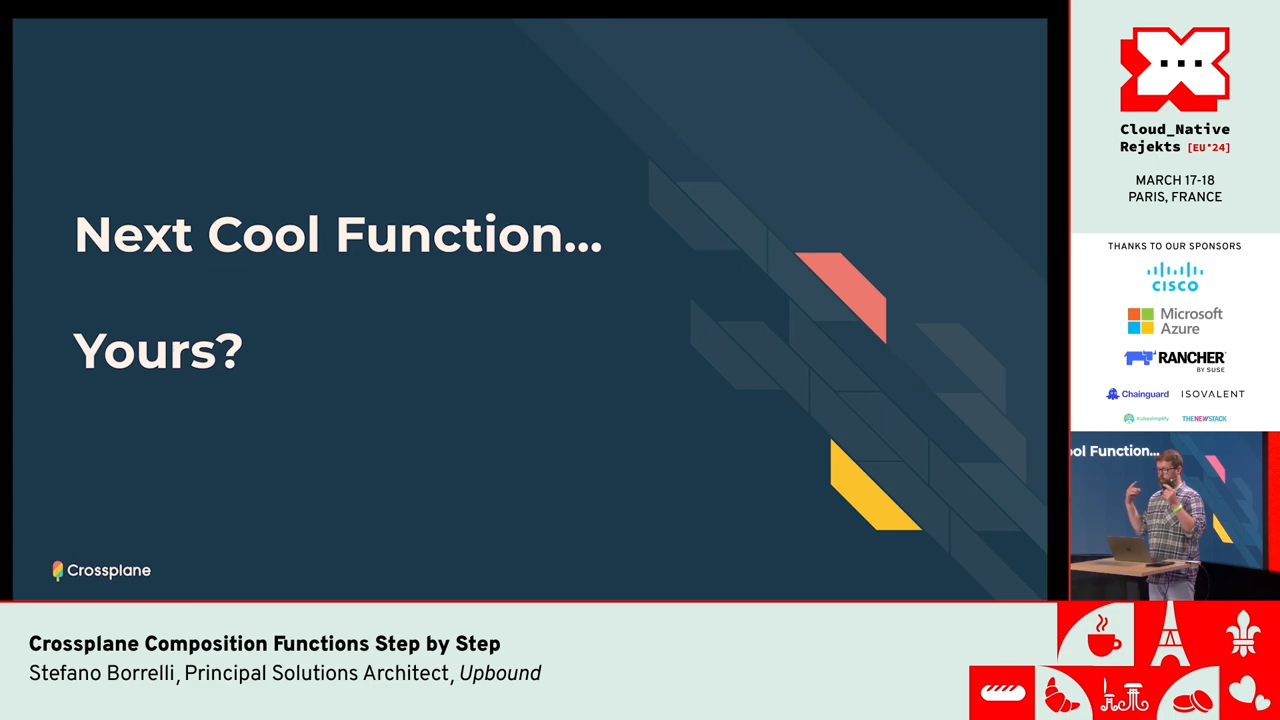 Next Cool Function...
Yours?
Crossplane
Cloud_Native
Rejekts [EU'24]
MARCH 17-18
PARIS, FRANCE
THANKS TO OUR SPONSORS
CISCO
Microsoft
Azure
RANCHER
BY SUSE
Chainguard
ISOVALENT
kubesimplify
THENEWSTACK
ool Function...
Crossplane Composition Functions Step by Step
Stefano Borrelli, Principal Solutions Architect, Upbound